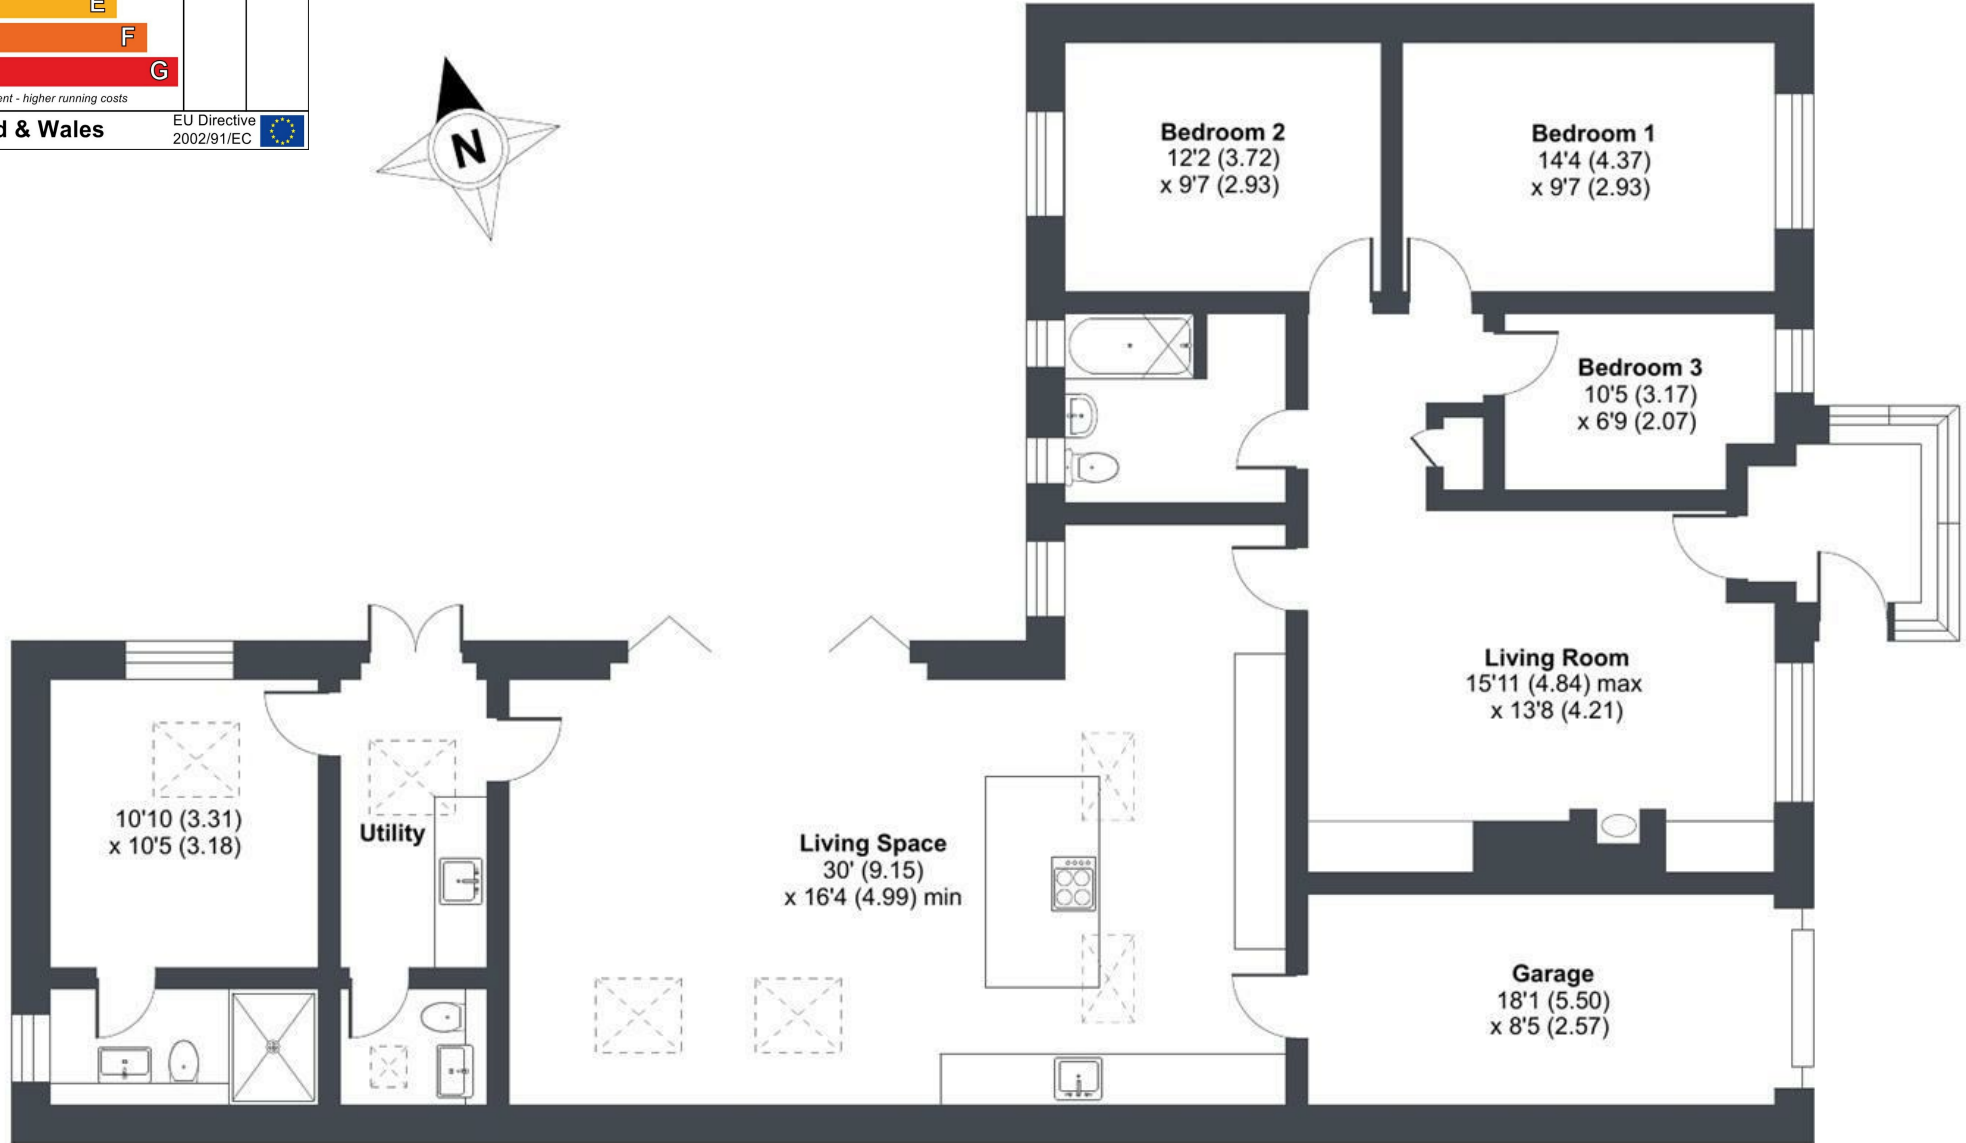 E
F
G
ent - higher running costs
d & Wales
EU Directive
2002/91/EC
N
Bedroom 2
12'2 (3.72)
x 9'7 (2.93)
Bedroom 1
14'4 (4.37)
x 9'7 (2.93)
Bedroom 3
10'5 (3.17)
x 6'9 (2.07)
Living Room
15'11 (4.84) max
x 13'8 (4.21)
10'10 (3.31)
x 10'5 (3.18)
Utility
Living Space
30' (9.15)
x 16'4 (4.99) min
Garage
18'1 (5.50)
x 8'5 (2.57)